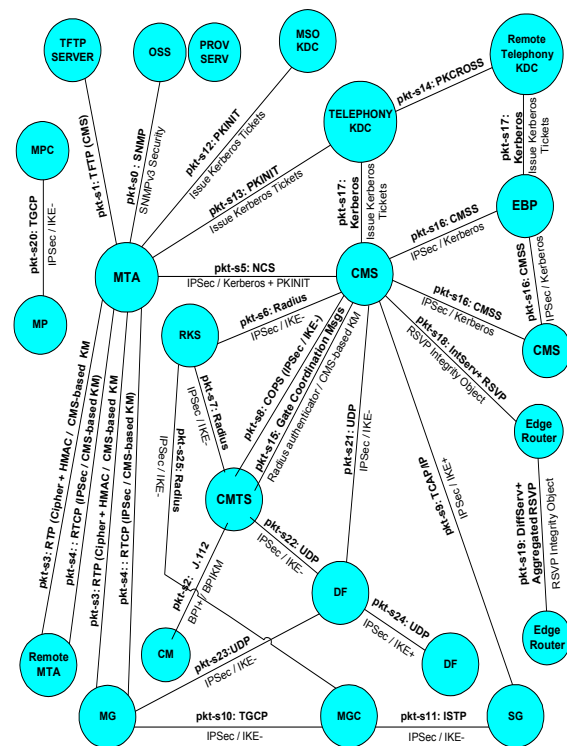 TFTP
SERVER
OSS
PROV
SERV
MSO
KDC
Remote
Telephony
KDC
TELEPHONY
KDC
pkt-s14: PKCROSS
MPC
pkt-s1: TFTP (CMS)
pkt-s0 : SNMP
SNMPv3 Security
pkt-s12: PKINIT
Issue Kerberos Tickets
pkt-s13: PKINIT
Issue Kerberos Tickets
pkt-s17:
Kerberos
Issue Kerberos
Tickets
pkt-s17:
Kerberos
Issue Kerberos
Tickets
EBP
pkt-s20: TGCP
IPSec / IKE-
MTA
pkt-s5: NCS
IPSec / Kerberos + PKINIT
CMS
pkt-s16: CMSS
IPSec / Kerberos
pkt-s16: CMSS
IPSec / Kerberos
pkt-s16: CMSS
IPSec / Kerberos
MP
RKS
pkt-s6: Radius
IPSec / IKE-
CMS
pkt-s18: IntServ+ RSVP
RSVP Integrity Object
pkt-s7: Radius
IPSec / IKE-
pkt-s8: COPS (IPSec / IKE-)
pkt-s15: Gate Coordination Msgs
Radius authenticator / CMS-based KM
pkt-s21: UDP
IPSec / IKE-
Edge
Router
pkt-s25: Radius
IPSec / IKE-
CMTS
pkt-s9: TCAP/IP
IPSec / IKE+
pkt-s3: RTP (Cipher + HMAC / CMS-based KM
pkt-s4: : RTCP (IPSec / CMS-based KM)
pkt-s3: RTP (Cipher + HMAC / CMS-based KM
pkt-s4: : RTCP (IPSec / CMS-based KM)
pkt-s22: UDP
IPSec / IKE-
pkt-s19: DiffServ+
Aggregated RSVP
RSVP Integrity Object
pkt-s2: J.112
BPI+ / BPIKM
DF
pkt-s24: UDP
IPSec / IKE+
Remote
MTA
CM
pkt-s23:UDP
IPSec / IKE-
DF
Edge
Router
MG
pkt-s10: TGCP
IPSec / IKE-
MGC
pkt-s11: ISTP
IPSec / IKE-
SG